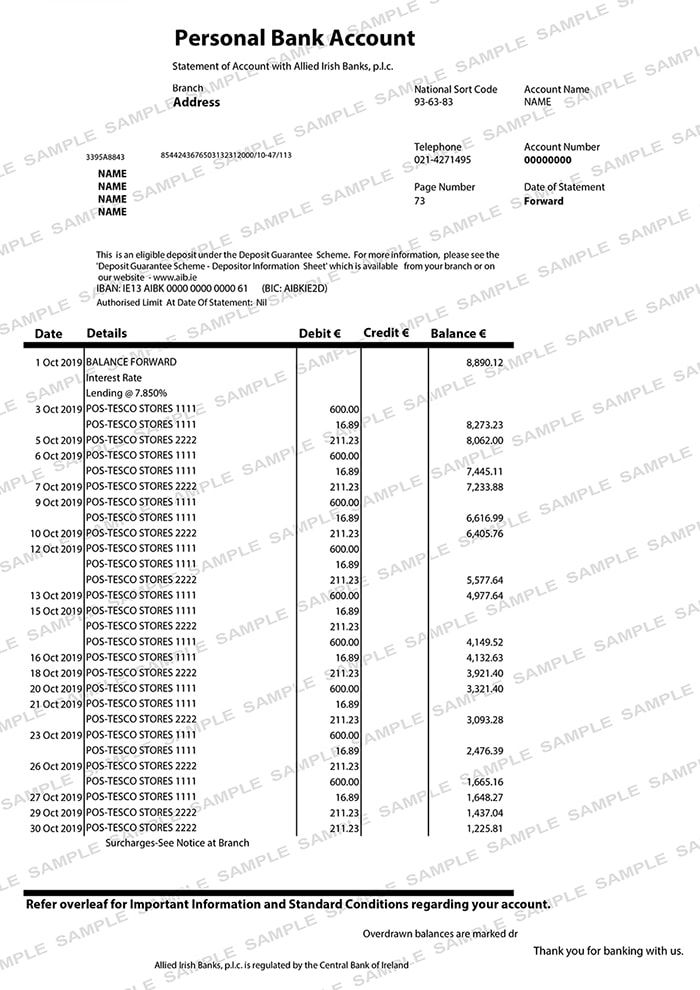 Personal Bank Account
Statement of Account with Allied Irish Banks, p.l.c.
Branch
Address
National Sort Code
93-63-83
Account Name
NAME
Telephone
021-4271495
Account Number
00000000
3395A8843 8544243676503132312000/10-47/113
NAME
NAME
NAME
NAME
Page Number
73
Date of Statement
Forward
This is an eligible deposit under the Deposit Guarantee Scheme. For more information, please see the
'Deposit Guarantee Scheme - Depositor Information Sheet' which is available from your branch or on
our website - www.aib.ie
IBAN: IE13 AIBK 0000 0000 0000 61 (BIC: AIBKIE2D)
Authorised Limit At Date Of Statement: Nil
Date Details Debit € Credit € Balance €
1 Oct 2019 BALANCE FORWARD 8,890.12
Interest Rate
Lending @ 7.850%
3 Oct 2019 POS-TESCO STORES 1111 600.00
POS-TESCO STORES 1111 16.89 8,273.23
5 Oct 2019 POS-TESCO STORES 2222 211.23 8,062.00
6 Oct 2019 POS-TESCO STORES 1111 600.00
POS-TESCO STORES 1111 16.89 7,445.11
7 Oct 2019 POS-TESCO STORES 2222 211.23 7,233.88
9 Oct 2019 POS-TESCO STORES 1111 600.00
POS-TESCO STORES 1111 16.89 6,616.99
10 Oct 2019 POS-TESCO STORES 2222 211.23 6,405.76
12 Oct 2019 POS-TESCO STORES 1111 600.00
POS-TESCO STORES 1111 16.89
POS-TESCO STORES 2222 211.23 5,577.64
13 Oct 2019 POS-TESCO STORES 1111 600.00 4,977.64
15 Oct 2019 POS-TESCO STORES 1111 16.89
POS-TESCO STORES 2222 211.23
POS-TESCO STORES 1111 600.00 4,149.52
16 Oct 2019 POS-TESCO STORES 1111 16.89 4,132.63
18 Oct 2019 POS-TESCO STORES 2222 211.23 3,921.40
20 Oct 2019 POS-TESCO STORES 1111 600.00 3,321.40
21 Oct 2019 POS-TESCO STORES 1111 16.89
POS-TESCO STORES 2222 211.23 3,093.28
23 Oct 2019 POS-TESCO STORES 1111 600.00
POS-TESCO STORES 1111 16.89 2,476.39
26 Oct 2019 POS-TESCO STORES 2222 211.23
POS-TESCO STORES 1111 600.00 1,665.16
27 Oct 2019 POS-TESCO STORES 1111 16.89 1,648.27
29 Oct 2019 POS-TESCO STORES 2222 211.23 1,437.04
30 Oct 2019 POS-TESCO STORES 2222 211.23 1,225.81
Surcharges-See Notice at Branch
Refer overleaf for Important Information and Standard Conditions regarding your account.
Overdrawn balances are marked dr
Thank you for banking with us.
Allied Irish Banks, p.l.c. is regulated by the Central Bank of Ireland
SAMPLE SAMPLE SAMPLE SAMPLE SAMPLE